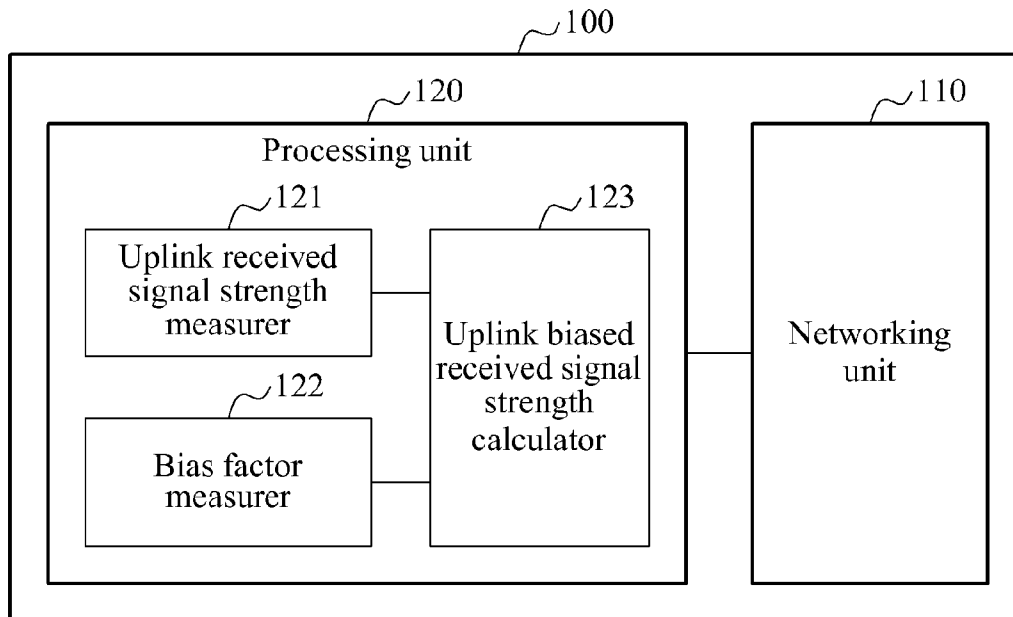 100
120
110
Processing unit
121
123
Uplink received
signal strength
measurer
Uplink biased
received signal
strength
calculator
Networking
unit
122
Bias factor
measurer